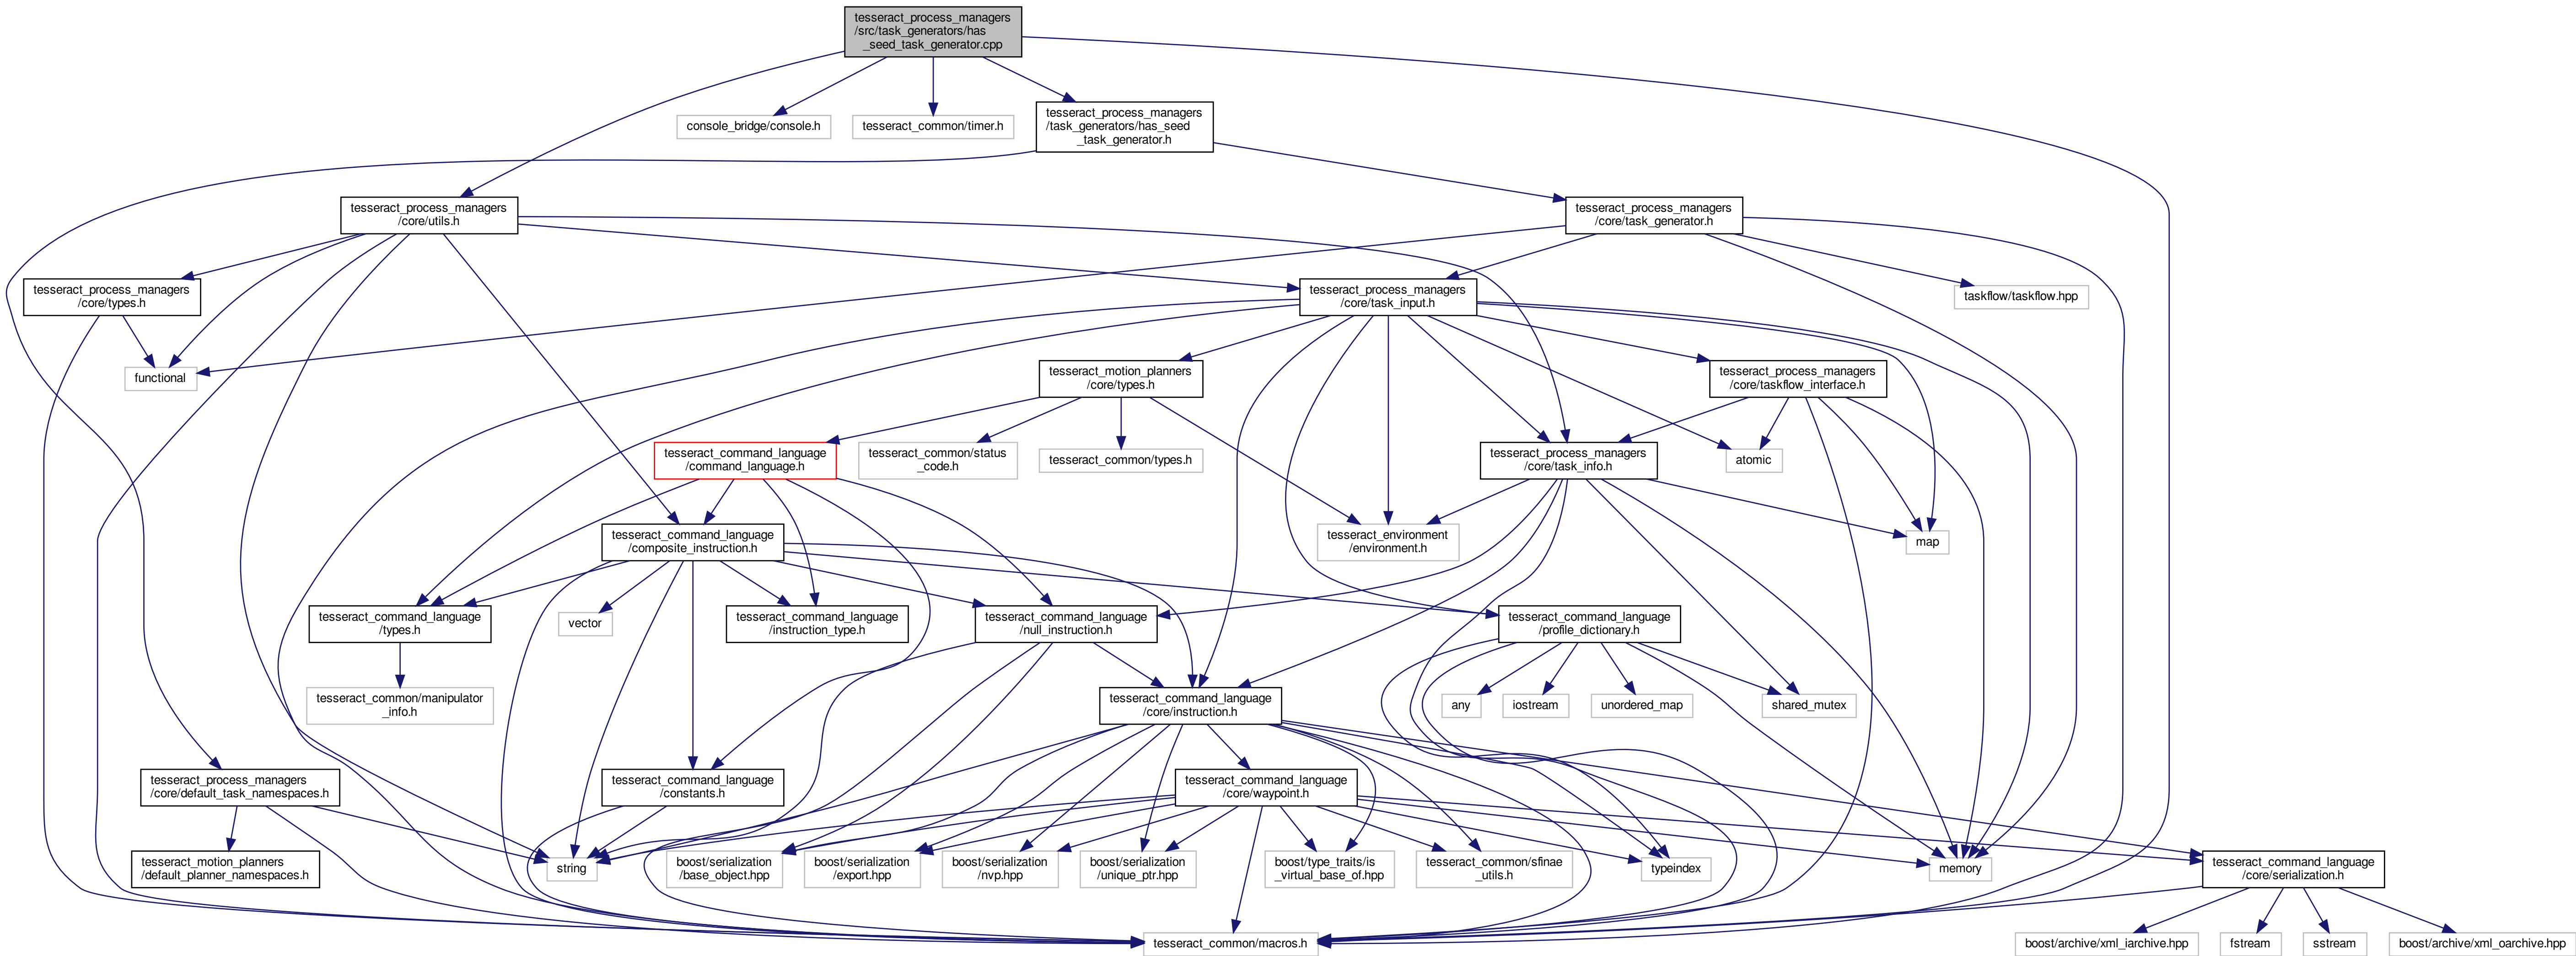 tesseract_process_managers
/src/task_generators/has
_seed_task_generator.cpp
console_bridge/console.h
tesseract_common/timer.h
tesseract_process_managers
/task_generators/has_seed
_task_generator.h
tesseract_process_managers
/core/utils.h
tesseract_process_managers
/core/task_generator.h
tesseract_process_managers
/core/types.h
tesseract_process_managers
/core/task_input.h
taskflow/taskflow.hpp
functional
tesseract_motion_planners
/core/types.h
tesseract_process_managers
/core/taskflow_interface.h
tesseract_command_language
/command_language.h
tesseract_common/status
_code.h
tesseract_common/types.h
tesseract_process_managers
/core/task_info.h
atomic
tesseract_command_language
/composite_instruction.h
tesseract_environment
/environment.h
map
tesseract_command_language
/types.h
vector
tesseract_command_language
/instruction_type.h
tesseract_command_language
/null_instruction.h
tesseract_command_language
/profile_dictionary.h
tesseract_common/manipulator
_info.h
tesseract_command_language
/core/instruction.h
any
iostream
unordered_map
shared_mutex
tesseract_process_managers
/core/default_task_namespaces.h
tesseract_command_language
/constants.h
tesseract_command_language
/core/waypoint.h
tesseract_motion_planners
/default_planner_namespaces.h
string
boost/serialization
/base_object.hpp
boost/serialization
/export.hpp
boost/serialization
/nvp.hpp
boost/serialization
/unique_ptr.hpp
boost/type_traits/is
_virtual_base_of.hpp
tesseract_common/sfinae
_utils.h
typeindex
memory
tesseract_command_language
/core/serialization.h
tesseract_common/macros.h
boost/archive/xml_iarchive.hpp
fstream
sstream
boost/archive/xml_oarchive.hpp